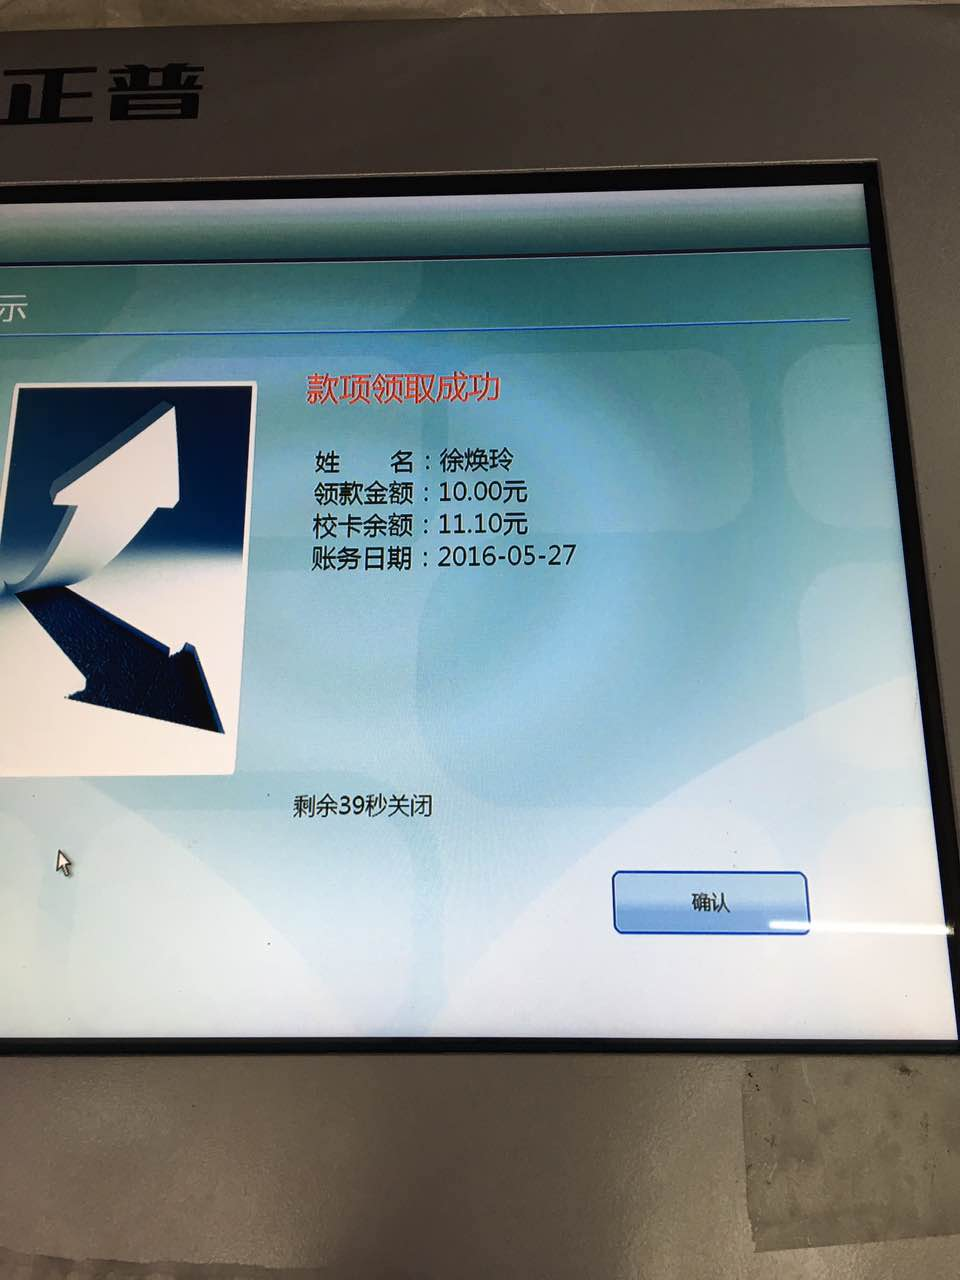 正普
示
款项领取成功
姓　　名：徐焕玲
领款金额：10.00元
校卡余额：11.10元
账务日期：2016-05-27
剩余39秒关闭
确认